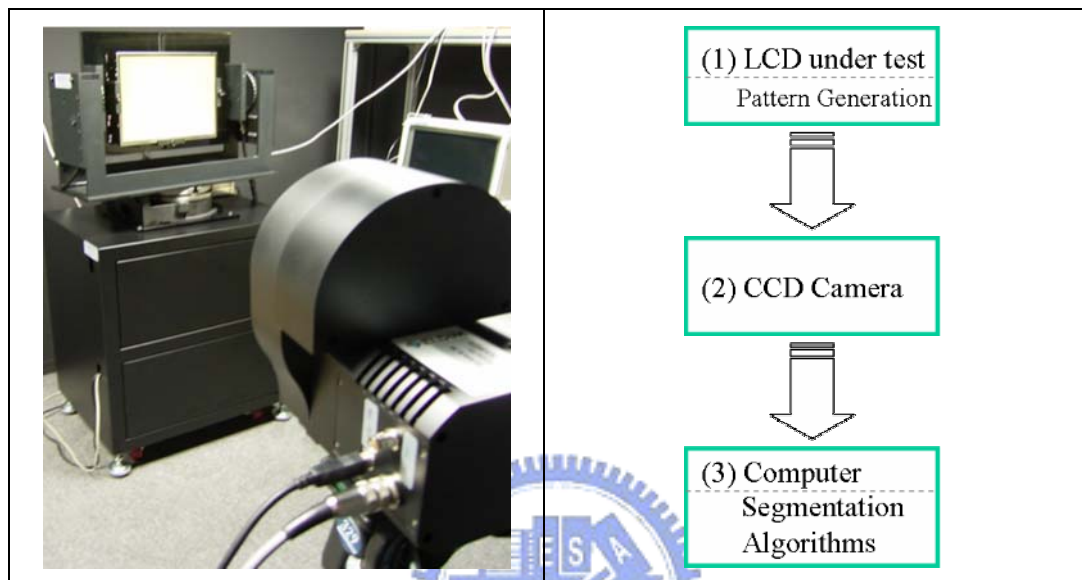 (1) LCD under test
Pattern Generation
(2) CCD Camera
(3) Computer
Segmentation
Algorithms